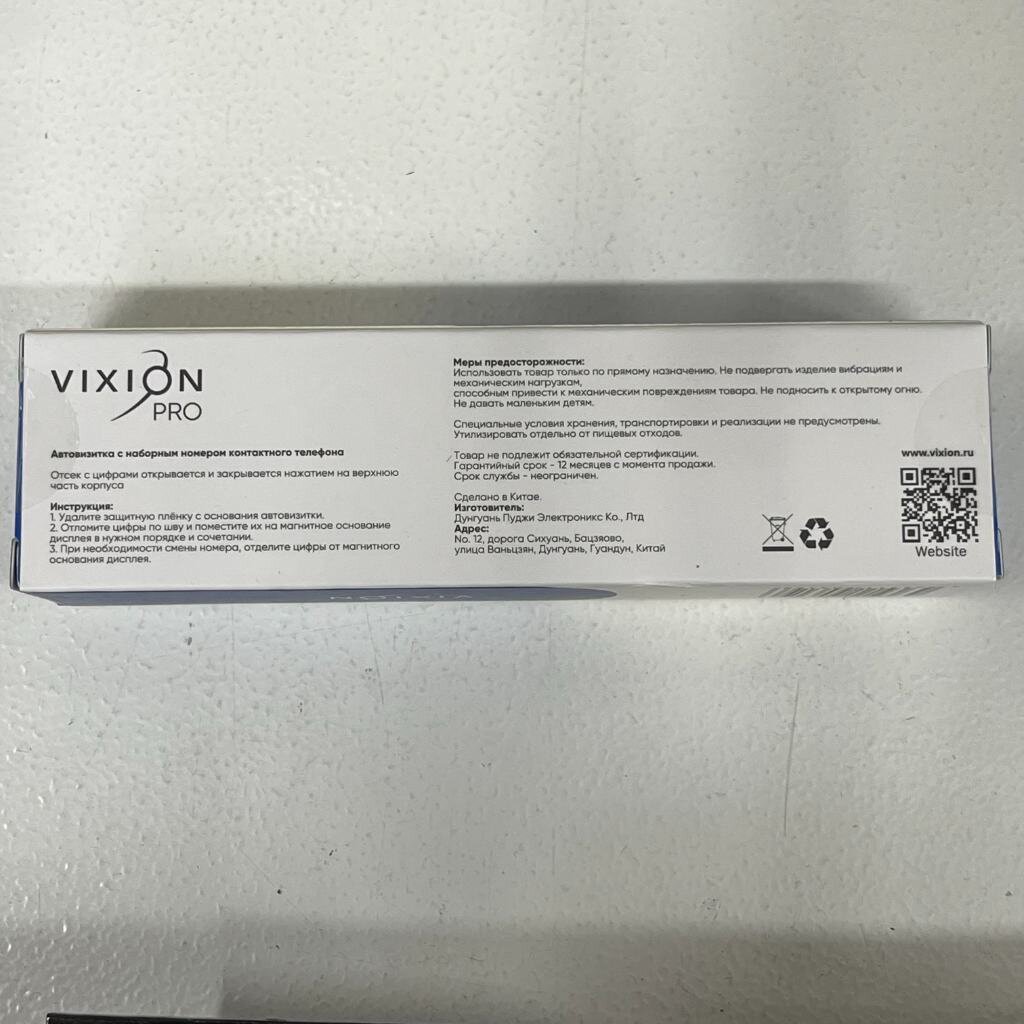 VIXION
PRO
Автовизитка с наборным номером контактного телефона
Отсек с цифрами открывается и закрывается нажатием на верхнюю
часть корпуса
Инструкция:
1. Удалите защитную плёнку с основания автовизитки.
2. Отломите цифры по шву и поместите их на магнитное основание
дисплея в нужном порядке и сочетании.
3. При необходимости смены номера, отделите цифры от магнитного
основания дисплея.
Меры предосторожности:
Использовать товар только по прямому назначению. Не подвергать изделие вибрациям и
механическим нагрузкам,
способным привести к механическим повреждениям товара. Не подносить к открытому огню.
Не давать маленьким детям.
Специальные условия хранения, транспортировки и реализации не предусмотрены.
Утилизировать отдельно от пищевых отходов.
Товар не подлежит обязательной сертификации.
Гарантийный срок - 12 месяцев с момента продажи.
Срок службы - неограничен.
Сделано в Китае.
Изготовитель:
Дунгуань Пуджи Электроникс Ко., Лтд
Адрес:
No. 12, дорога Сихуань, Бацзяово,
улица Ваньцзян, Дунгуань, Гуандун, Китай
www.vixion.ru
Website
VIXION